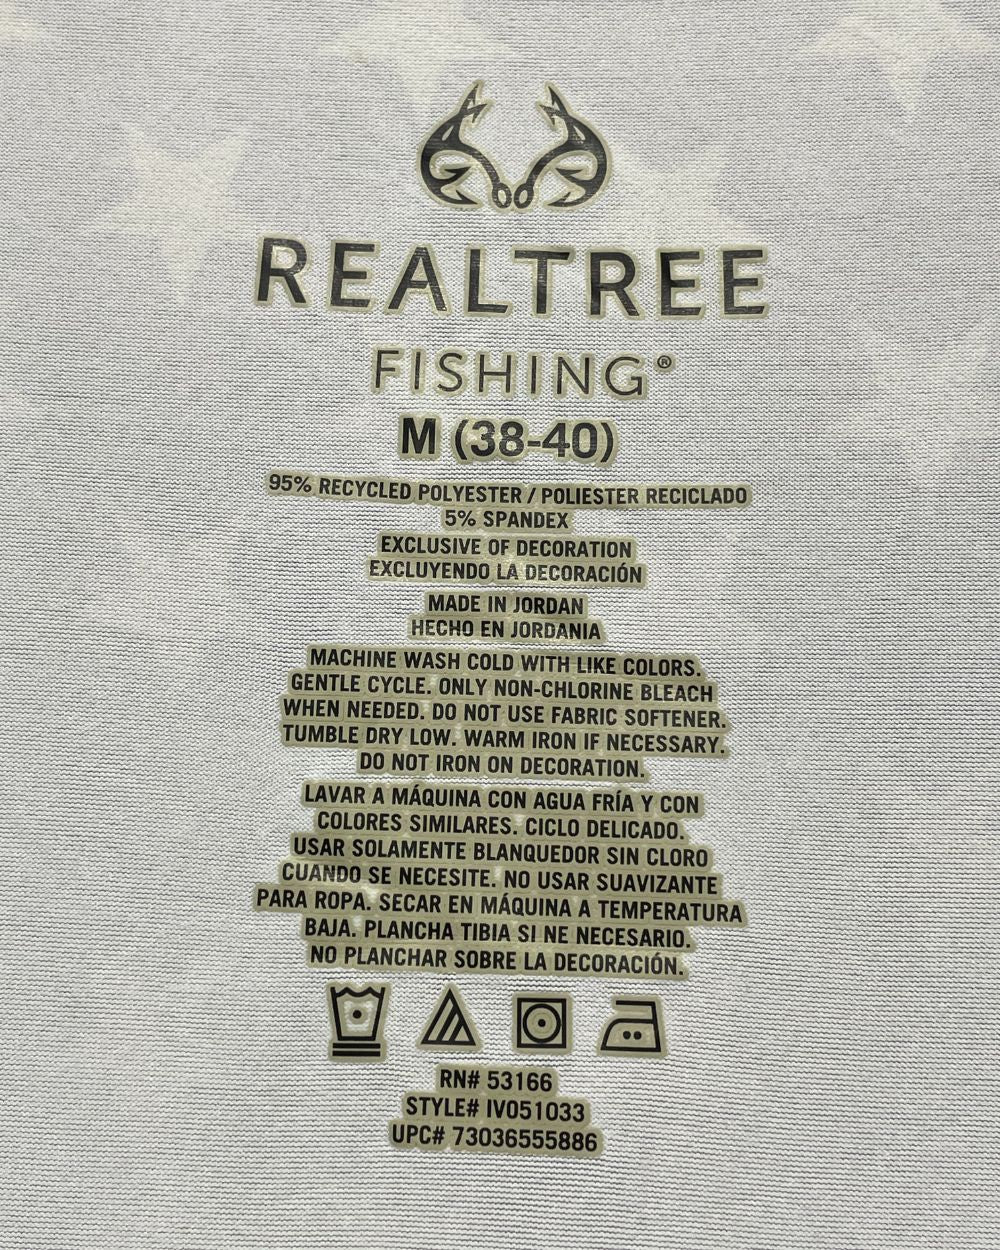 REALTREE
FISHING®
M (38-40)
95% RECYCLED POLYESTER / POLIESTER RECICLADO
5% SPANDEX
EXCLUSIVE OF DECORATION
EXCLUYENDO LA DECORACIÓN
MADE IN JORDAN
HECHO EN JORDANIA
MACHINE WASH COLD WITH LIKE COLORS.
GENTLE CYCLE. ONLY NON-CHLORINE BLEACH
WHEN NEEDED. DO NOT USE FABRIC SOFTENER.
TUMBLE DRY LOW. WARM IRON IF NECESSARY.
DO NOT IRON ON DECORATION.
LAVAR A MÁQUINA CON AGUA FRÍA Y CON
COLORES SIMILARES. CICLO DELICADO.
USAR SOLAMENTE BLANQUEDOR SIN CLORO
CUANDO SE NECESITE. NO USAR SUAVIZANTE
PARA ROPA. SECAR EN MÁQUINA A TEMPERATURA
BAJA. PLANCHA TIBIA SI NE NECESARIO.
NO PLANCHAR SOBRE LA DECORACIÓN.
RN# 53166
STYLE# IV051033
UPC# 73036555886